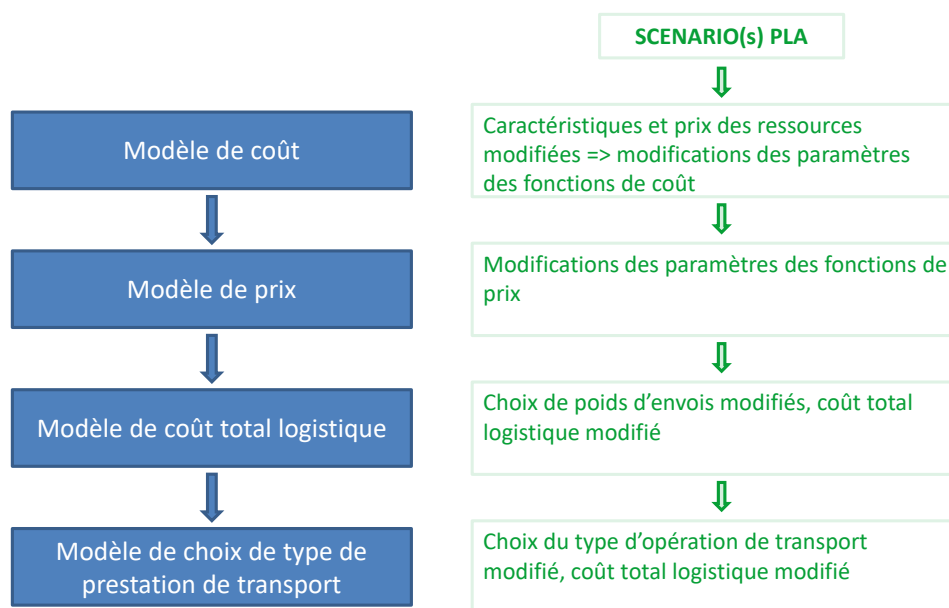 SCENARIO(s) PLA
Modèle de coût
Caractéristiques et prix des ressources
modifiées => modifications des paramètres
des fonctions de coût
Modèle de prix
Modifications des paramètres des fonctions de
prix
Modèle de coût total logistique
Choix de poids d'envois modifiés, coût total
logistique modifié
Modèle de choix de type de
prestation de transport
Choix du type d'opération de transport
modifié, coût total logistique modifié